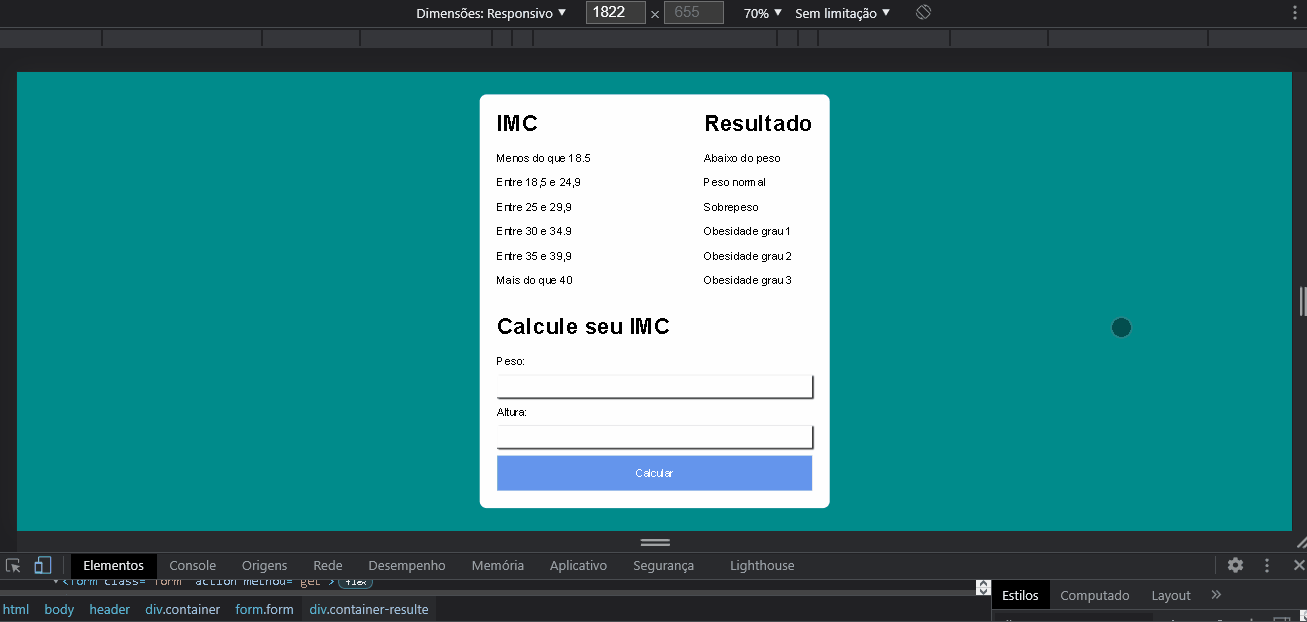 Dimensões: Responsivo ▼ 1822 × 655 70% ▼ Sem limitação ▼
IMC Resultado
Menos do que 18.5 Abaixo do peso
Entre 18,5 e 24,9 Peso normal
Entre 25 e 29,9 Sobrepeso
Entre 30 e 34.9 Obesidade grau 1
Entre 35 e 39,9 Obesidade grau 2
Mais do que 40 Obesidade grau 3
Calcule seu IMC
Peso:
Altura:
Calcular
Elementos Console Origens Rede Desempenho Memória Aplicativo Segurança Lighthouse
<form class="form" action method="get"> flex
html body header div.container form.form div.container-resulte
Estilos Computado Layout »